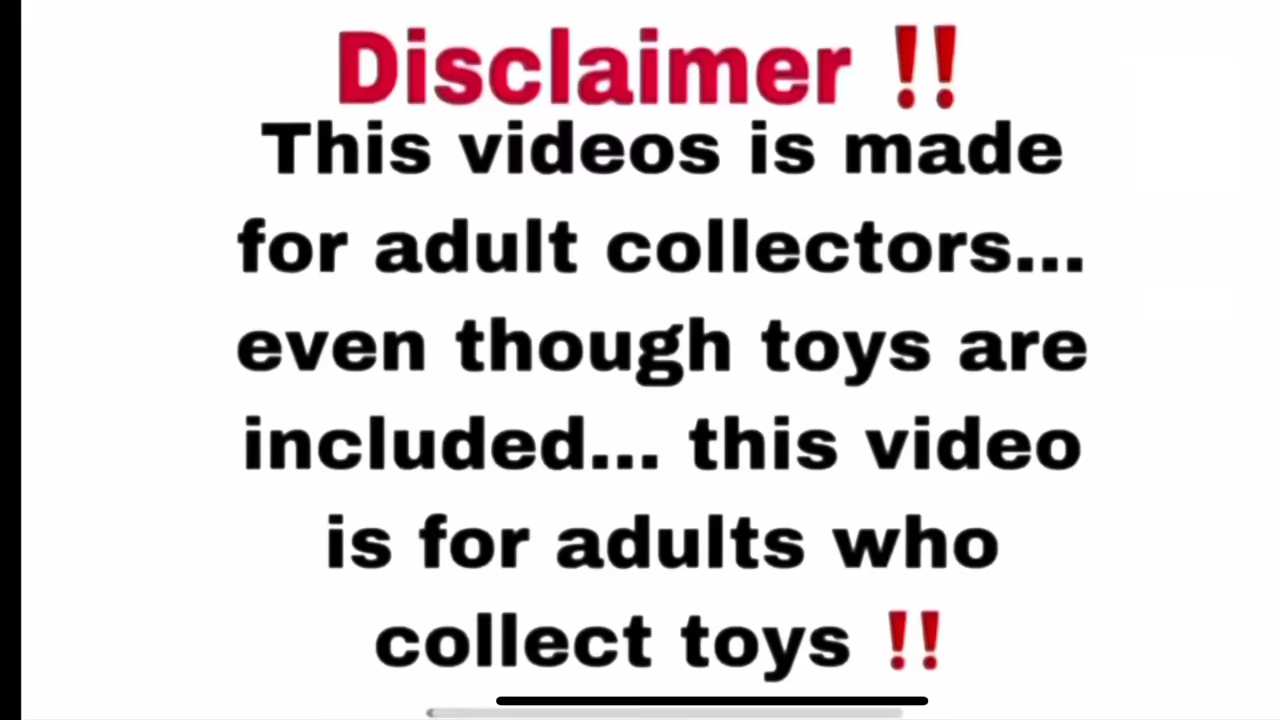 Disclaimer ‼️
This videos is made
for adult collectors...
even though toys are
included... this video
is for adults who
collect toys ‼️